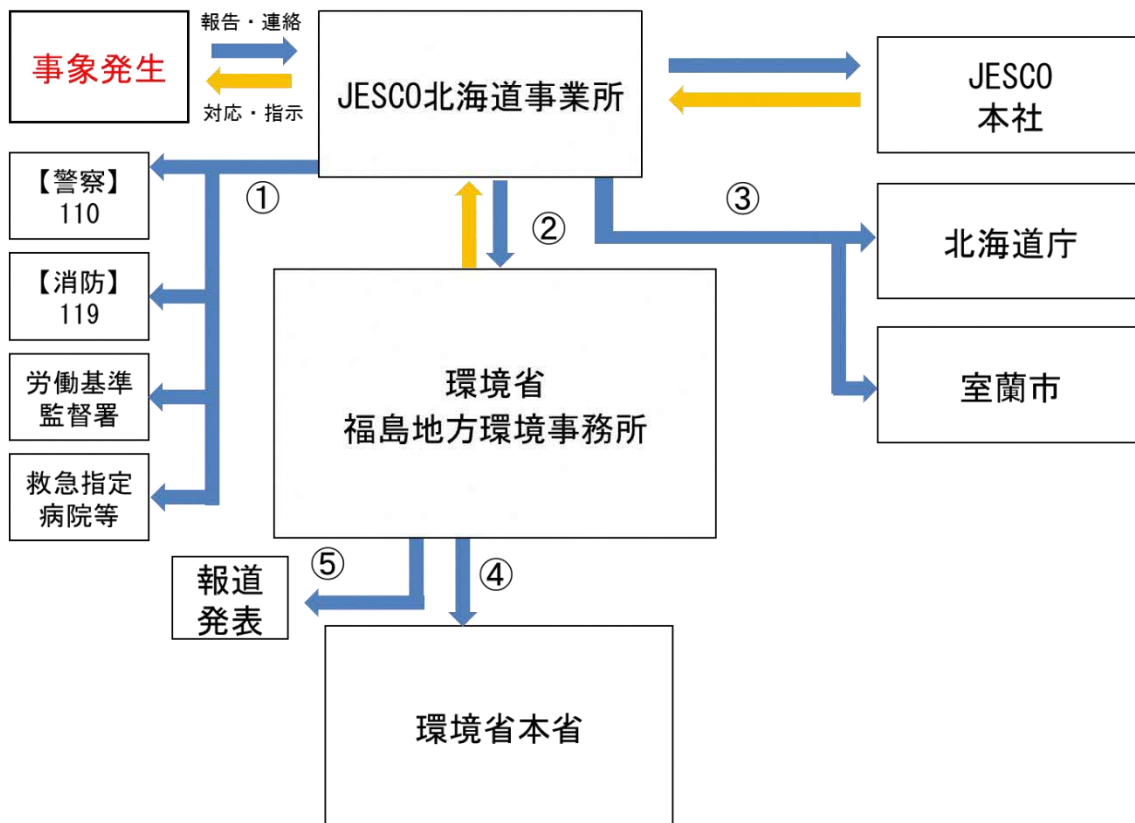 事象発生
報告・連絡
対応・指示
JESCO北海道事業所
JESCO
本社
【警察】
110
①
②
③
【消防】
119
北海道庁
労働基準
監督署
環境省
福島地方環境事務所
室蘭市
救急指定
病院等
⑤
④
報道
発表
環境省本省